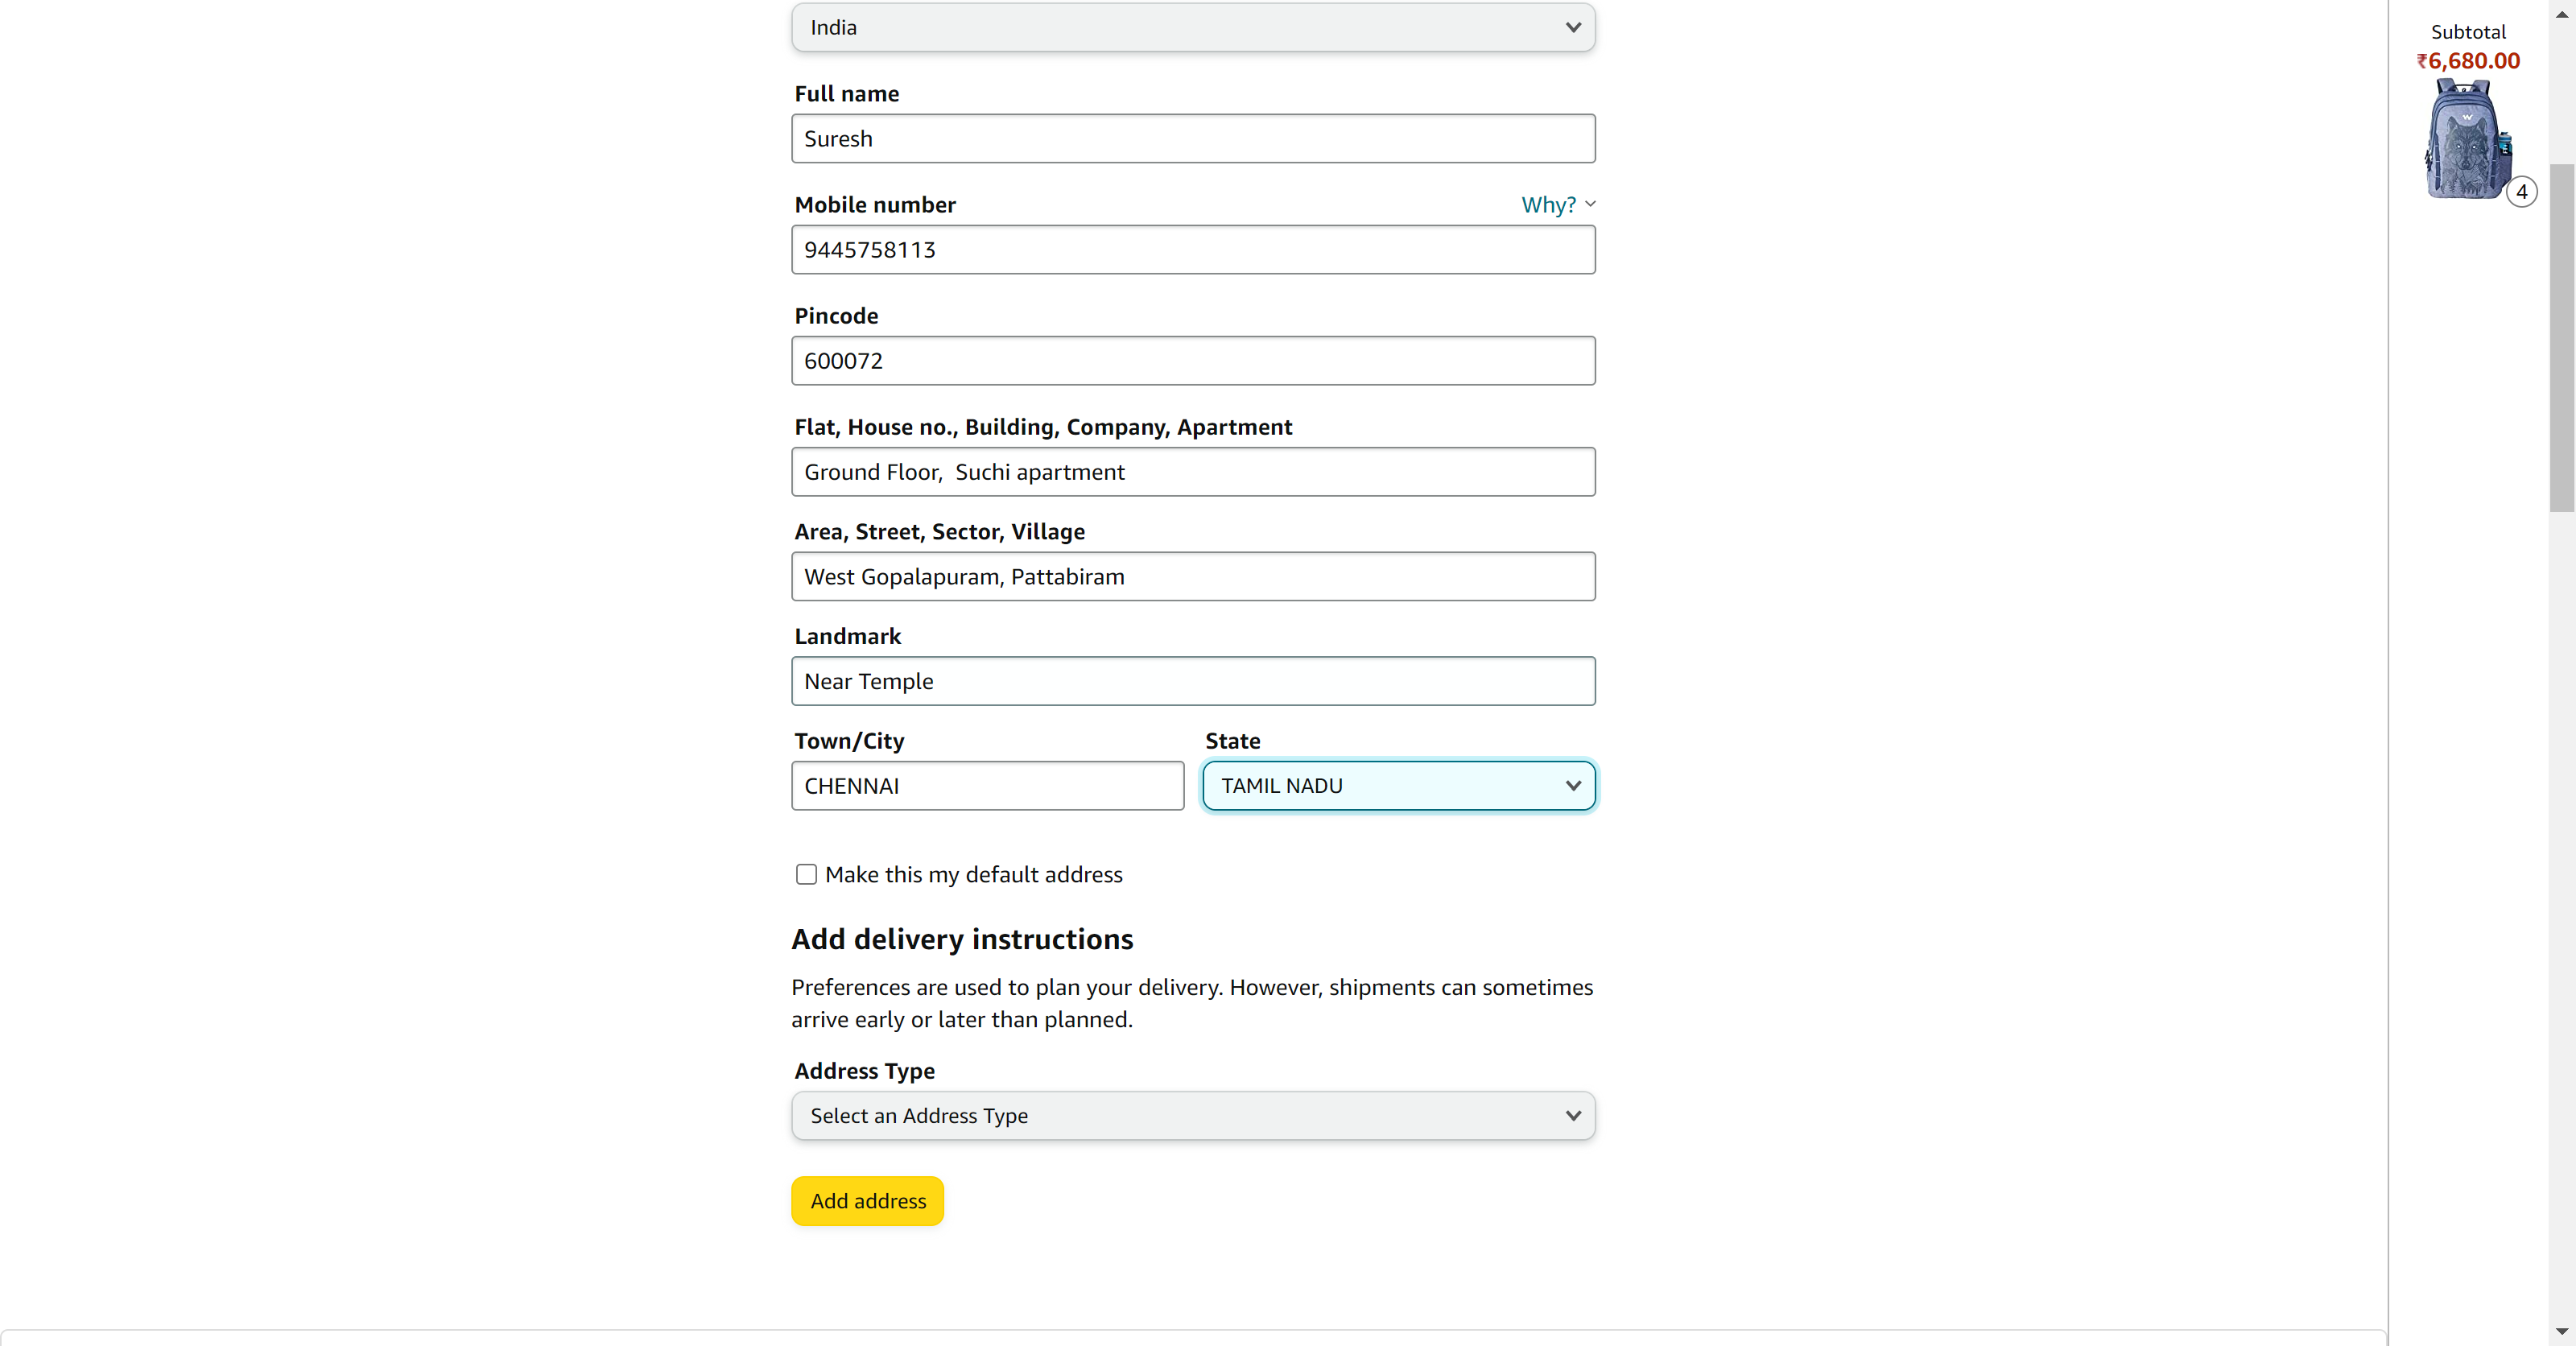 India
Full name
Suresh
Mobile number
Why?
9445758113
Pincode
600072
Flat, House no., Building, Company, Apartment
Ground Floor,  Suchi apartment
Area, Street, Sector, Village
West Gopalapuram, Pattabiram
Landmark
Near Temple
Town/City
State
CHENNAI
TAMIL NADU
Make this my default address
Add delivery instructions
Preferences are used to plan your delivery. However, shipments can sometimes
arrive early or later than planned.
Address Type
Select an Address Type
Add address
Subtotal
₹6,680.00
4